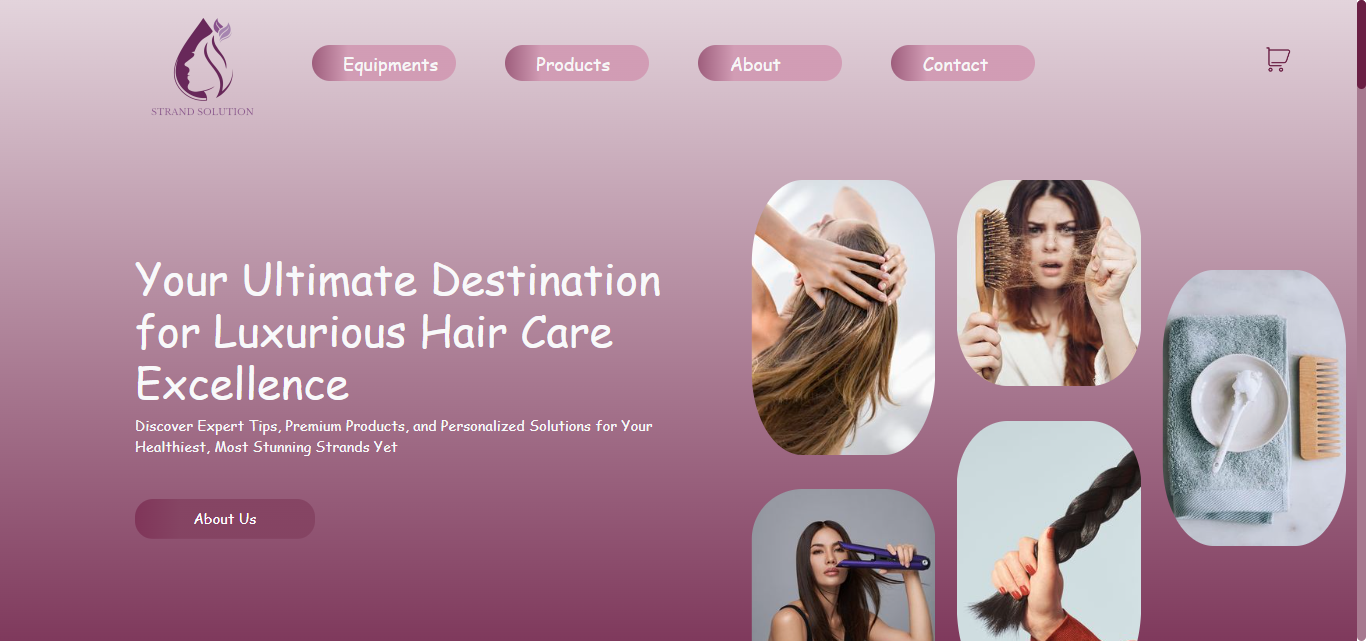 STRAND SOLUTION
Equipments
Products
About
Contact
Your Ultimate Destination
for Luxurious Hair Care
Excellence
Discover Expert Tips, Premium Products, and Personalized Solutions for Your
Healthiest, Most Stunning Strands Yet
About Us